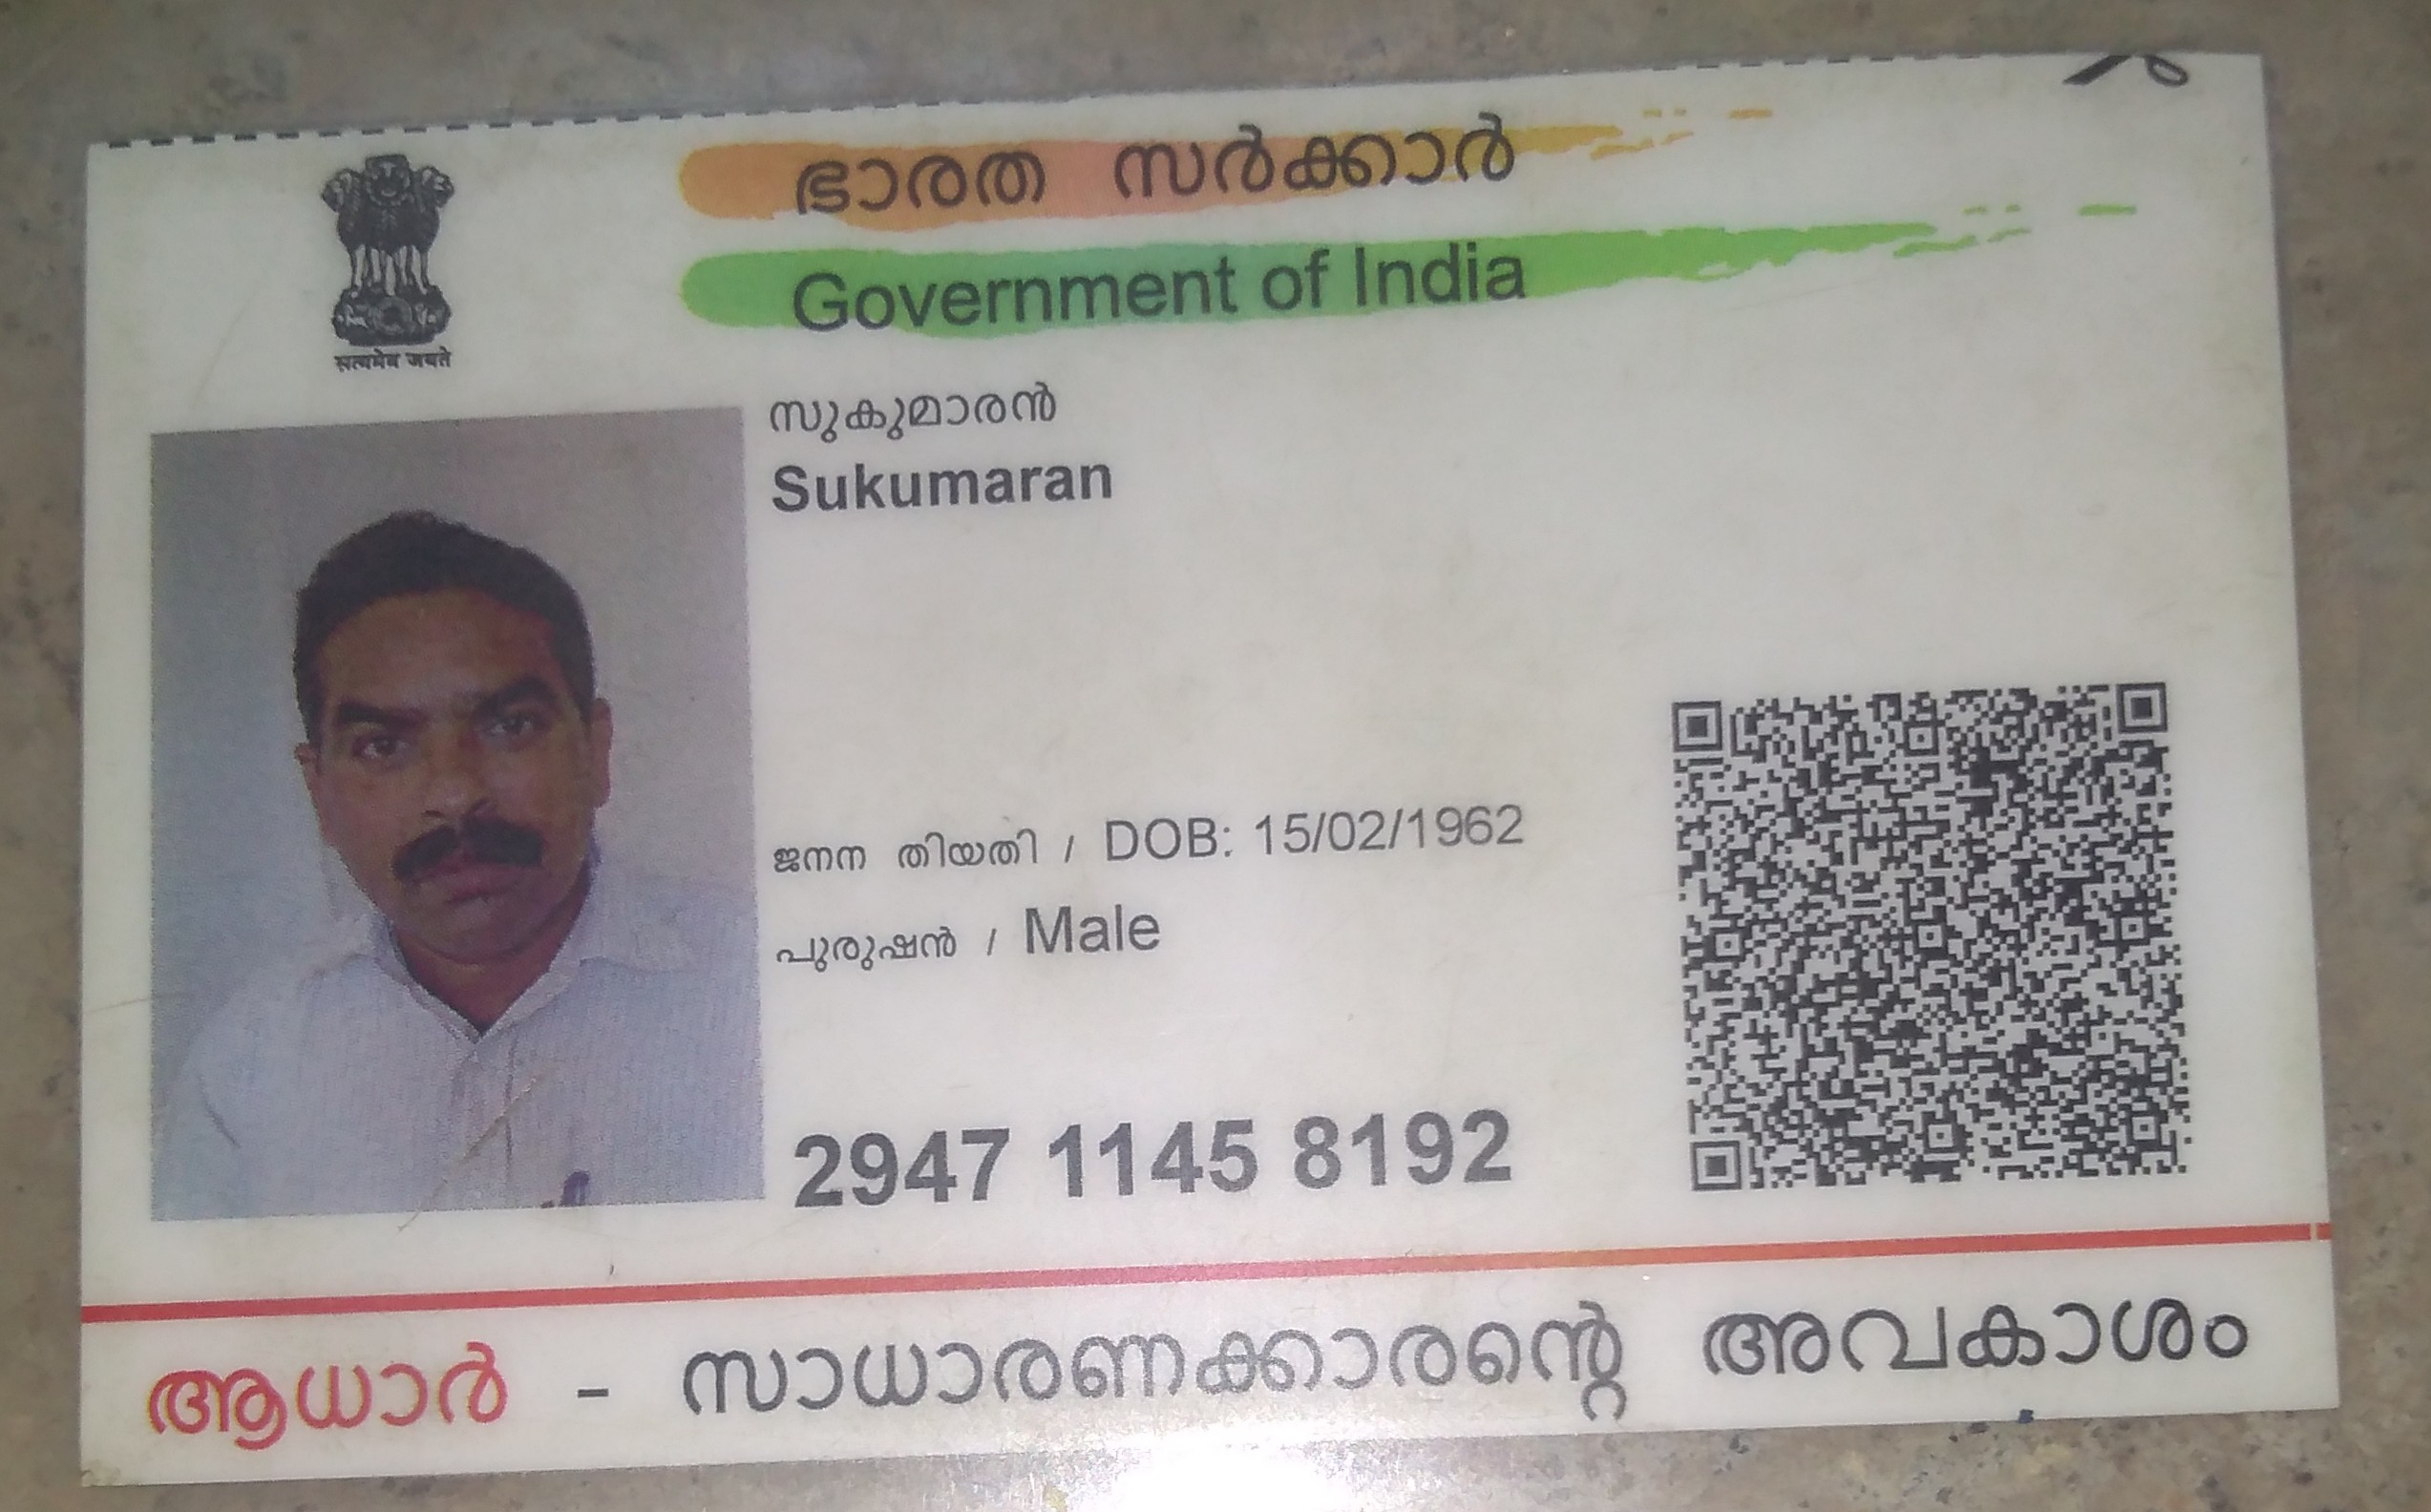 ഭാരത സർക്കാർ
Government of India
सत्यमेव जयते
സുകുമാരൻ
Sukumaran
ജനന തിയതി / DOB: 15/02/1962
പുരുഷൻ / Male
2947 1145 8192
ആധാർ - സാധാരണക്കാരന്റെ അവകാശം